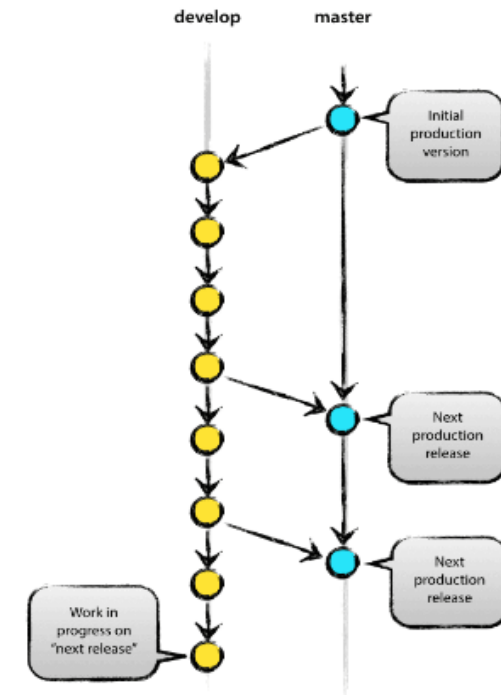 develop
master
Initial
production
version
Next
production
release
Next
production
release
Work in
progress on
“next release”